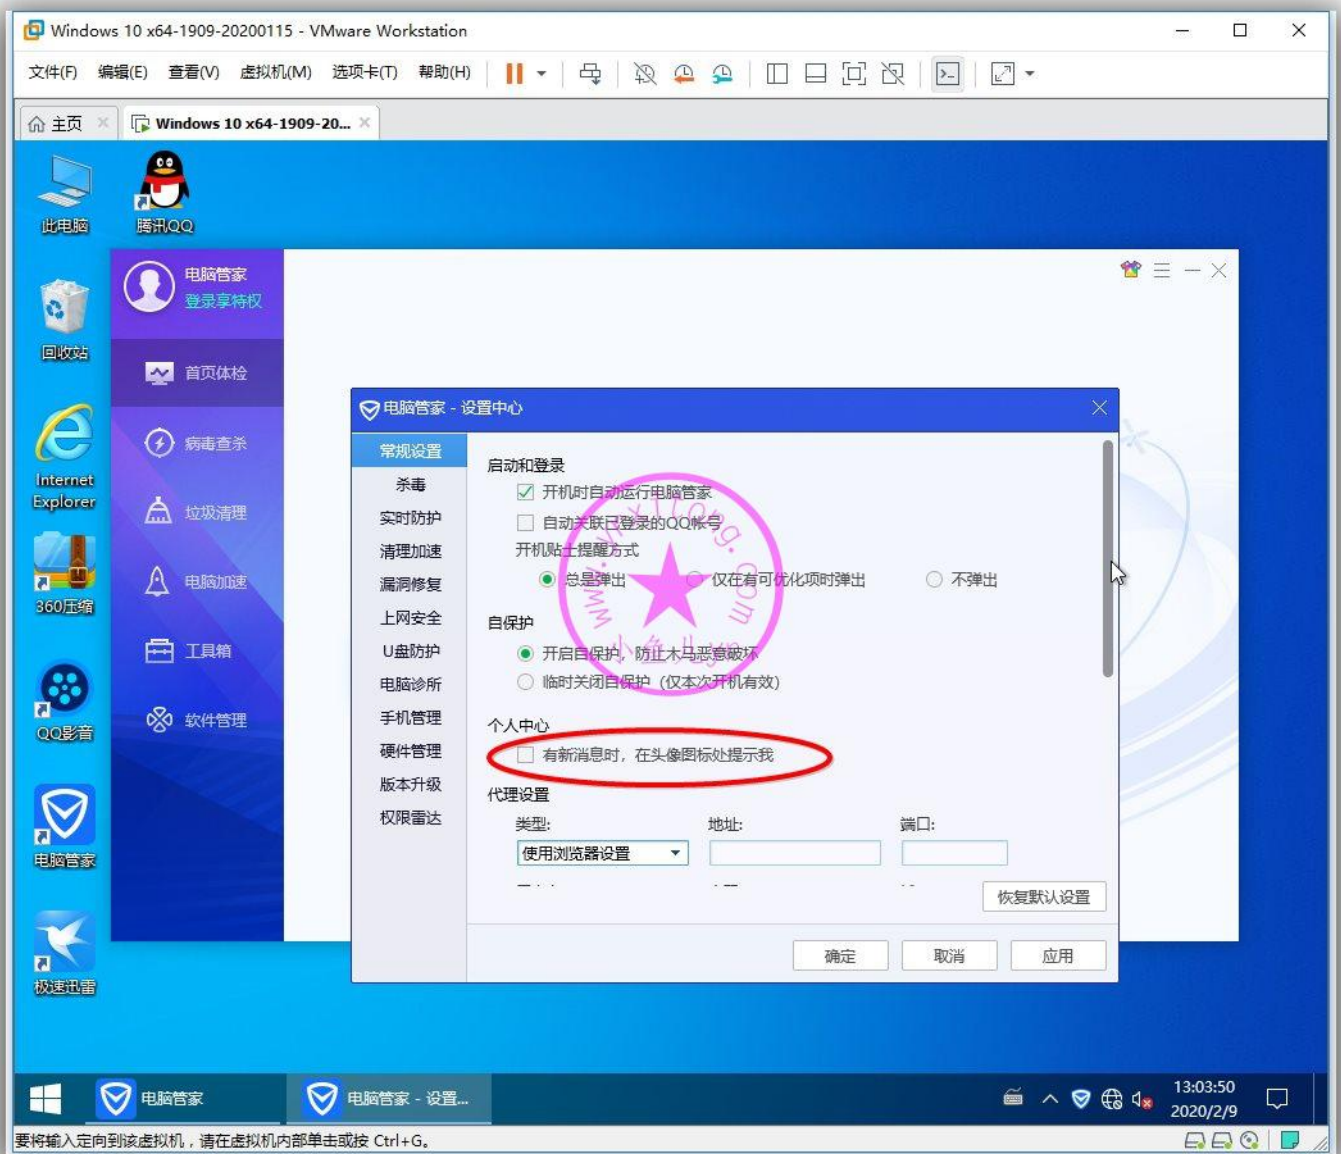 Windows 10 x64-1909-20200115 - VMware Workstation
文件(F) 编辑(E) 查看(V) 虚拟机(M) 选项卡(T) 帮助(H)
主页
Windows 10 x64-1909-20...
此电脑
腾讯QQ
回收站
Internet
Explorer
360压缩
QQ影音
电脑管家
极速迅雷
电脑管家
登录享特权
首页体检
病毒查杀
垃圾清理
电脑加速
工具箱
软件管理
电脑管家 - 设置中心
常规设置
杀毒
实时防护
清理加速
漏洞修复
上网安全
U盘防护
电脑诊所
手机管理
硬件管理
版本升级
权限雷达
启动和登录
开机时自动运行电脑管家
自动关联已登录的QQ帐号
开机贴士提醒方式
总是弹出 仅在有可优化项时弹出 不弹出
自保护
开启自保护，防止木马恶意破坏
临时关闭自保护（仅本次开机有效）
个人中心
有新消息时，在头像图标处提示我
代理设置
类型: 地址: 端口:
使用浏览器设置
恢复默认设置
确定 取消 应用
小鱼儿yr
电脑管家
电脑管家 - 设置...
13:03:50
2020/2/9
要将输入定向到该虚拟机，请在虚拟机内部单击或按 Ctrl+G。